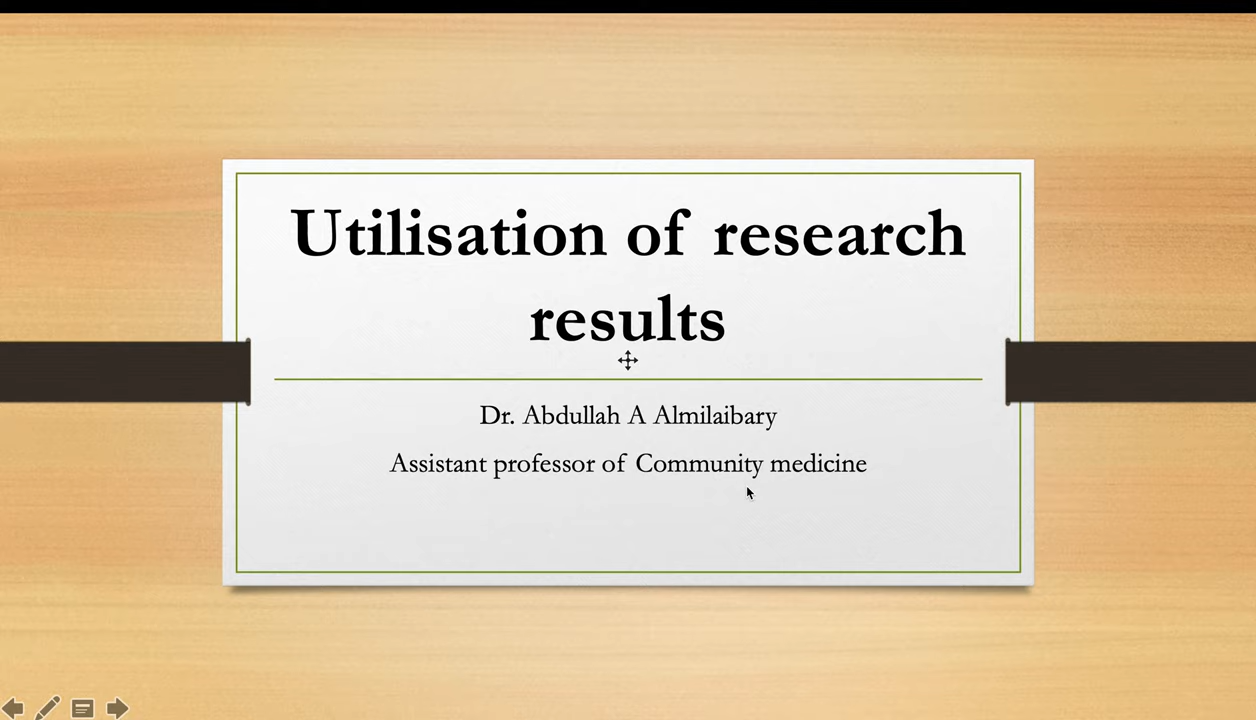 Utilisation of research
results
Dr. Abdullah A Almilaibary
Assistant professor of Community medicine